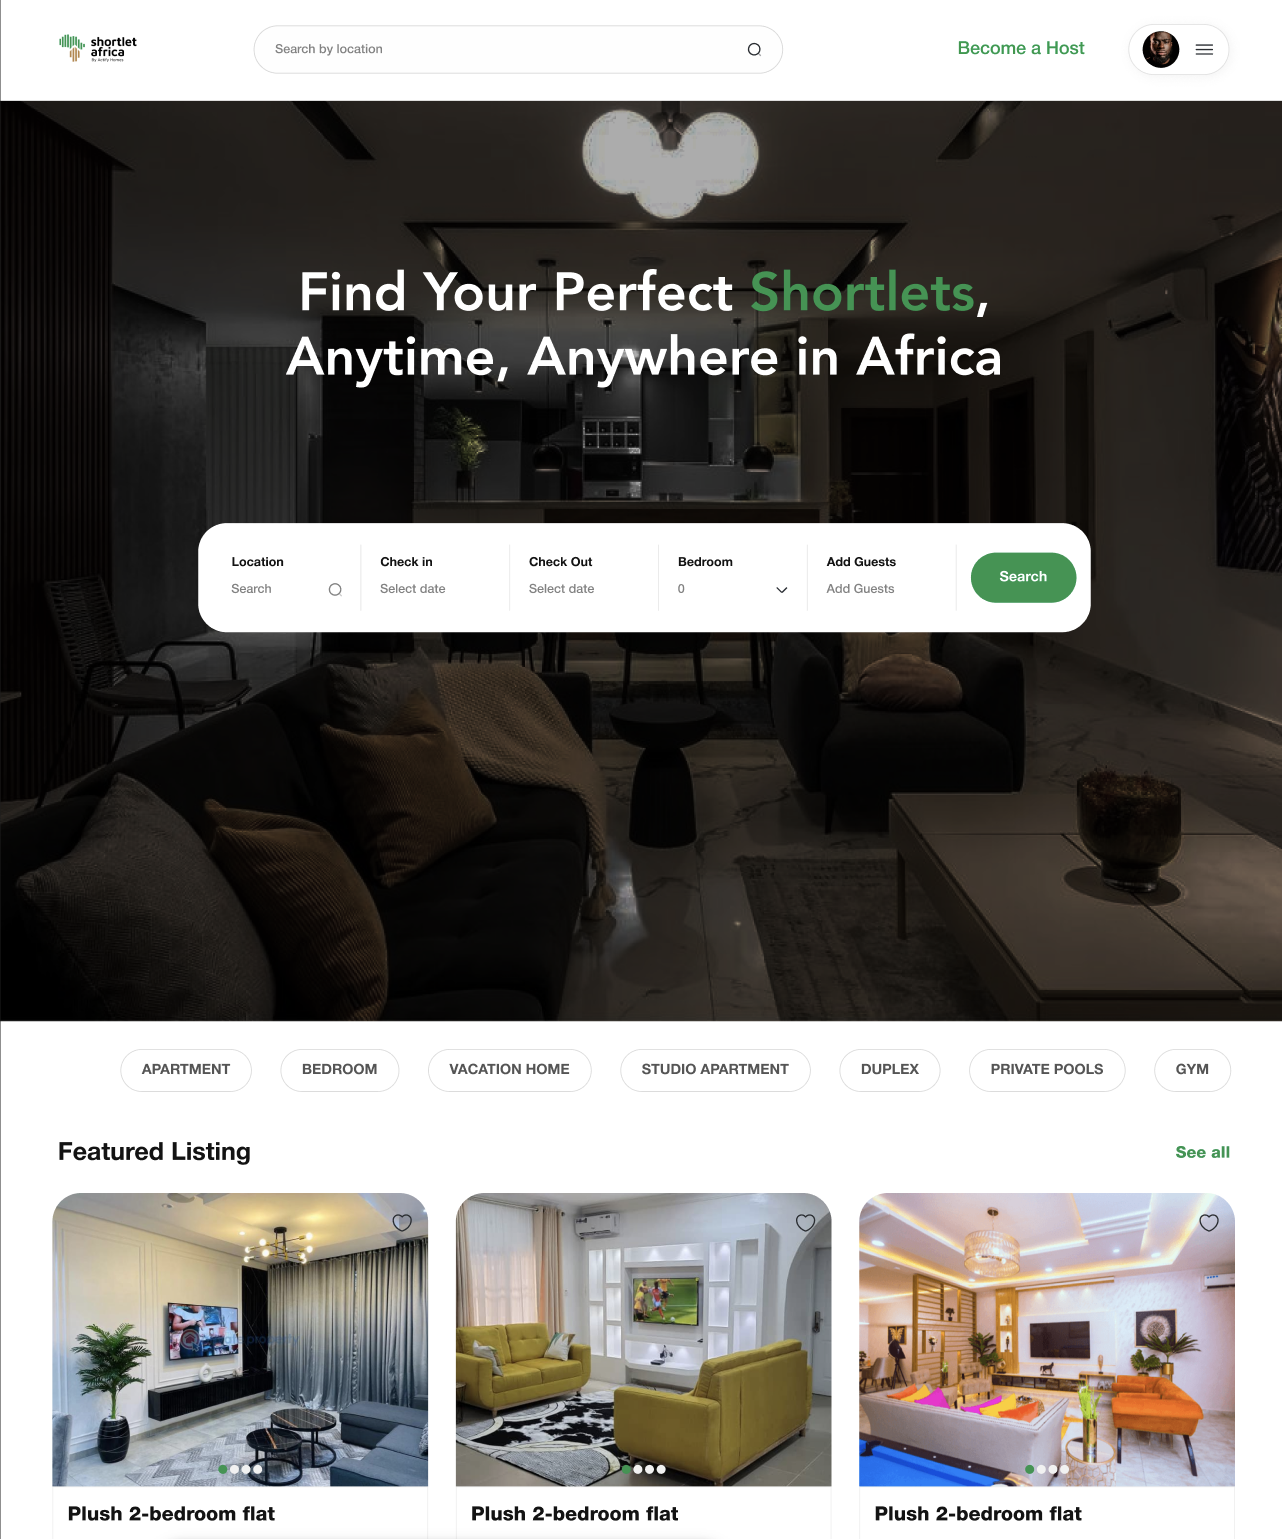 shortlet
africa
By Actify Homes
Search by location
Become a Host
Find Your Perfect Shortlets,
Anytime, Anywhere in Africa
Location
Search
Check in
Select date
Check Out
Select date
Bedroom
0
Add Guests
Add Guests
Search
APARTMENT
BEDROOM
VACATION HOME
STUDIO APARTMENT
DUPLEX
PRIVATE POOLS
GYM
Featured Listing
See all
Plush 2-bedroom flat
Plush 2-bedroom flat
Plush 2-bedroom flat